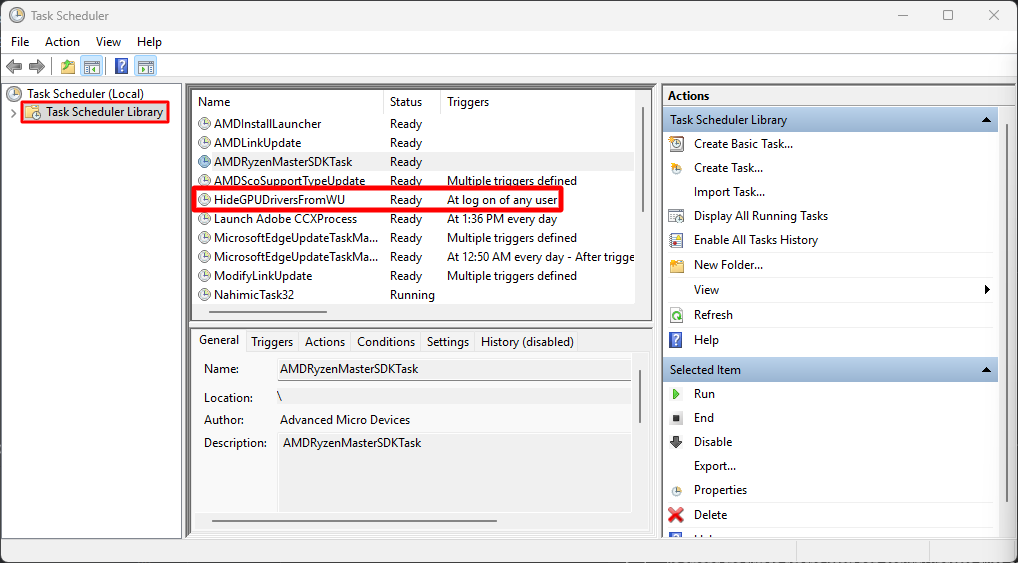 Task Scheduler
File Action View Help
Task Scheduler (Local)
Task Scheduler Library
Name Status Triggers
AMDInstallLauncher Ready
AMDLinkUpdate Ready
AMDRyzenMasterSDKTask Ready
AMDScoSupportTypeUpdate Ready Multiple triggers defined
HideGPUDriversFromWU Ready At log on of any user
Launch Adobe CCXProcess Ready At 1:36 PM every day
MicrosoftEdgeUpdateTaskMa... Ready Multiple triggers defined
MicrosoftEdgeUpdateTaskMa... Ready At 12:50 AM every day - After trigge
ModifyLinkUpdate Ready Multiple triggers defined
NahimicTask32 Running
General Triggers Actions Conditions Settings History (disabled)
Name: AMDRyzenMasterSDKTask
Location: \
Author: Advanced Micro Devices
Description: AMDRyzenMasterSDKTask
Actions
Task Scheduler Library
Create Basic Task...
Create Task...
Import Task...
Display All Running Tasks
Enable All Tasks History
New Folder...
View
Refresh
Help
Selected Item
Run
End
Disable
Export...
Properties
Delete